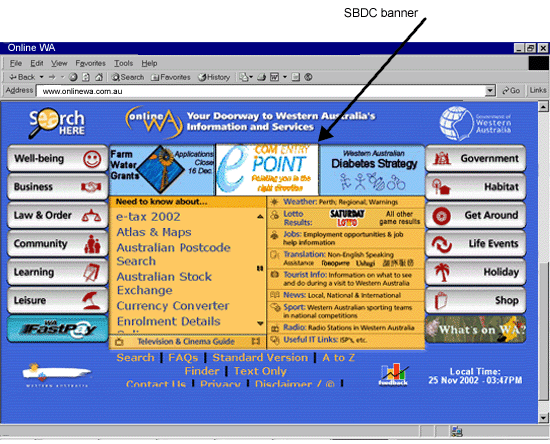 SBDC banner
Online WA
File Edit View Favorites Tools Help
Back Search Favorites History
Address www.onlinewa.com.au Go Links
Search HERE
onlineWA
Your Doorway to Western Australia's
Information and Services
Government of
Western
Australia
Well-being
Business
Law & Order
Community
Learning
Leisure
WA FastPay
Farm
Water
Grants
Applications
Close
16 Dec.
e COM ENTRY
POINT
Pointing you in the
right direction
Western Australian
Diabetes Strategy
Need to know about...
e-tax 2002
Atlas & Maps
Australian Postcode
Search
Australian Stock
Exchange
Currency Converter
Enrolment Details
Television & Cinema Guide
Weather: Perth, Regional, Warnings
Lotto
Results:
SATURDAY
LOTTO
All other
game results
Jobs: Employment opportunities & job
help information
Translation: Non-English Speaking
Assistance
Tourist Info: Information on what to see
and do during a visit to Western Australia
News: Local, National & International
Sport: Western Australian sporting teams
in national competitions
Radio: Radio Stations in Western Australia
Useful IT Links: ISP's, etc.
Government
Habitat
Get Around
Life Events
Holiday
Shop
What's on WA?
Search | FAQs | Standard Version | A to Z
Finder | Text Only
Contact Us | Privacy | Disclaimer / © |
WESTERN AUSTRALIA
feedback
Local Time:
25 Nov 2002 - 03:47PM